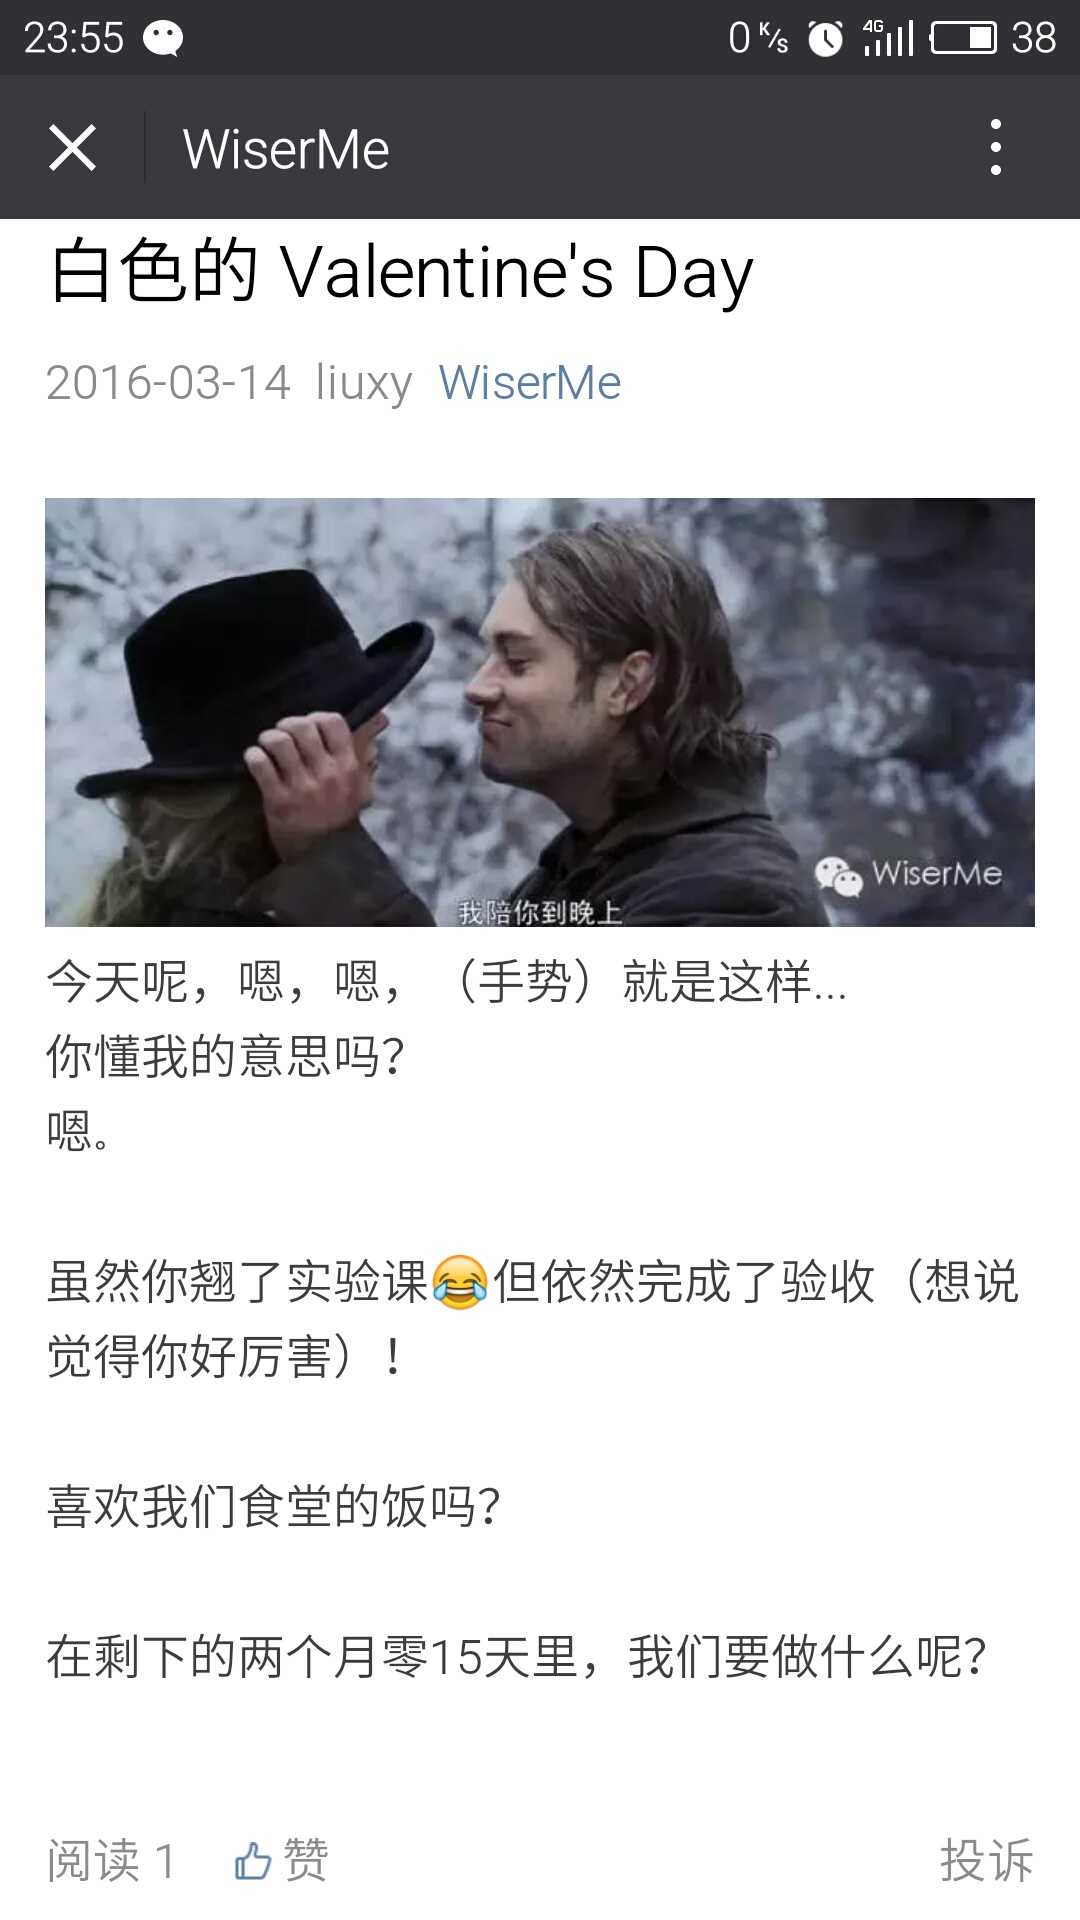 23:55
0 K/s 4G 38
WiserMe
白色的 Valentine's Day
2016-03-14 liuxy WiserMe
WiserMe
我陪你到晚上
今天呢，嗯，嗯，（手势）就是这样...
你懂我的意思吗？
嗯。
虽然你翘了实验课😂但依然完成了验收（想说
觉得你好厉害）！
喜欢我们食堂的饭吗？
在剩下的两个月零15天里，我们要做什么呢？
阅读 1 赞 投诉